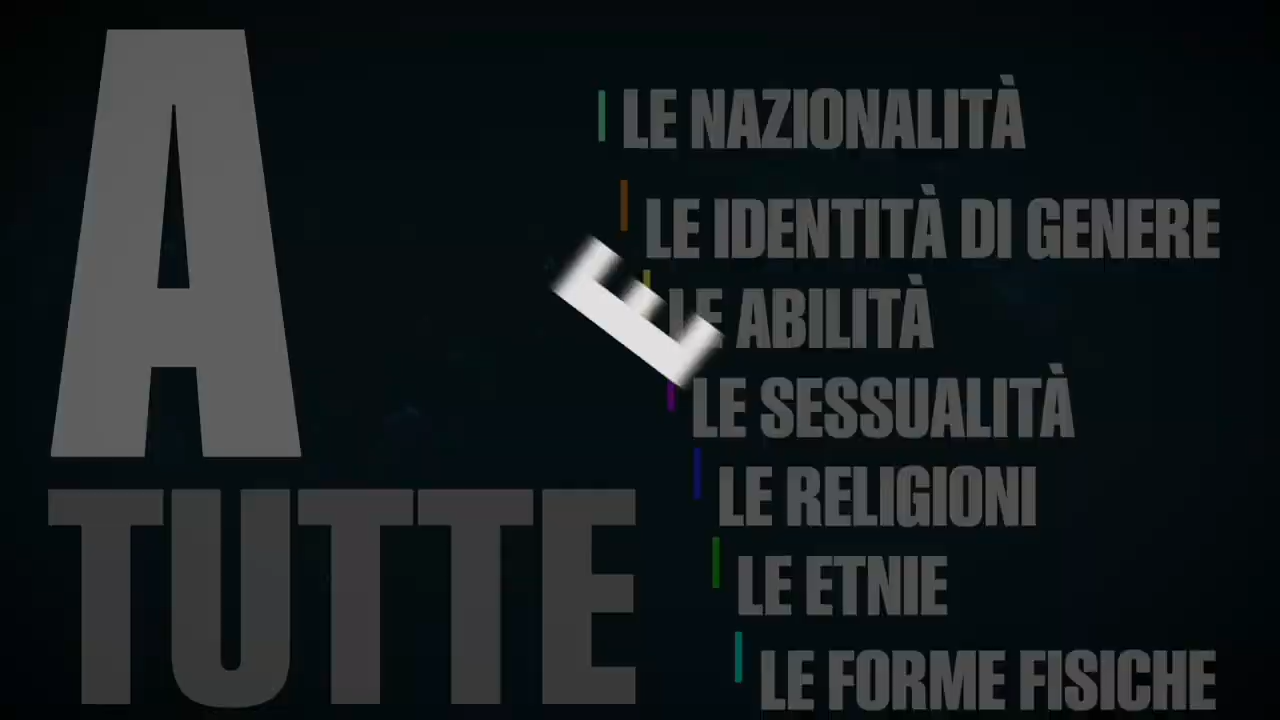 A
TUTTE
LE NAZIONALITÀ
LE IDENTITÀ DI GENERE
LE ABILITÀ
LE SESSUALITÀ
LE RELIGIONI
LE ETNIE
LE FORME FISICHE
E